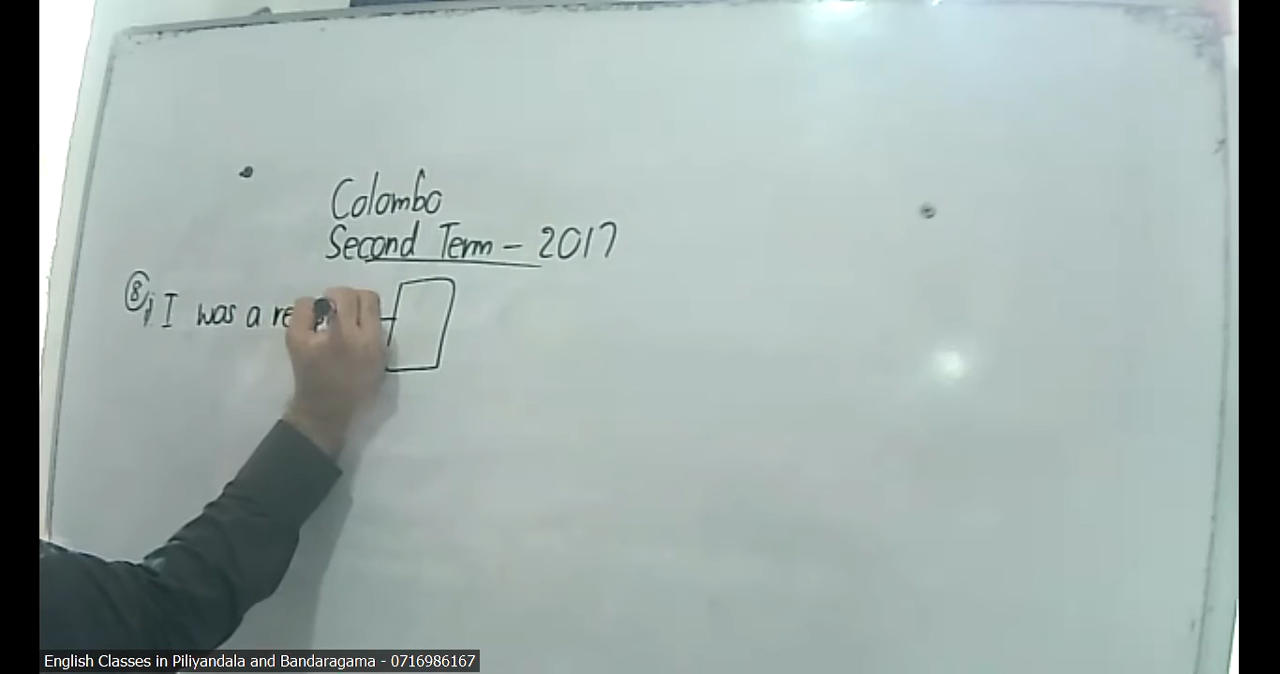 Colombo
Second Term - 2017
⑧ i) I was a re
English Classes in Piliyandala and Bandaragama - 0716986167